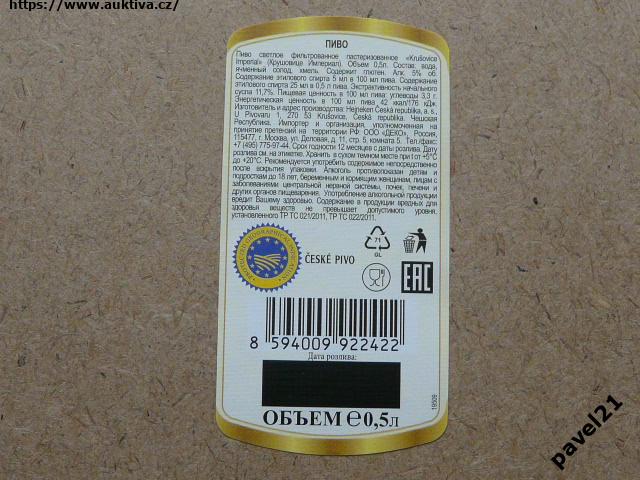 https://www.auktiva.cz/
ПИВО
Пиво светлое фильтрованное пастеризованное «Krušovice
Imperial» (Крушовице Империал). Объем 0,5л. Состав: вода,
ячменный солод, хмель. Содержит глютен. Алк. 5% об.
Содержание этилового спирта 5 мл в 100 мл пива. Содержание
этилового спирта 25 мл в 0,5 л пива. Экстрактивность начального
сусла 11,7%. Пищевая ценность в 100 мл пива: углеводы 3,3 г.
Энергетическая ценность в 100 мл пива, 42 ккал/176 кДж.
Изготовитель и адрес производства: Heineken Česká republika, a. s.,
U Pivovaru 1, 270 53 Krušovice, Česká republika. Чешская
Республика. Импортер и организация, уполномоченная на
принятие претензий на территории РФ: ООО «ДЕКО», Россия,
115477, г. Москва, ул. Деловая, д. 11, стр. 5, комната 5. Тел./факс:
+7 (495) 775-97-44. Срок годности 12 месяцев с даты розлива. Дату
розлива см. на этикетке. Хранить в сухом темном месте при t от +5°С
до +20°С. Рекомендуется употребить содержимое непосредственно
после вскрытия упаковки. Алкоголь противопоказан детям и
подросткам до 18 лет, беременным и кормящим женщинам, лицам с
заболеваниями центральной нервной системы, почек, печени и
других органов пищеварения. Употребление алкогольной продукции
вредит Вашему здоровью. Содержание в продукции вредных для
здоровья веществ не превышает допустимого уровня,
установленного ТР ТС 021/2011, ТР ТС 022/2011.
ČESKÉ PIVO
71
GL
EAC
8 594009 922422
Дата розлива:
ОБЪЕМ ℮0,5л
pavel21